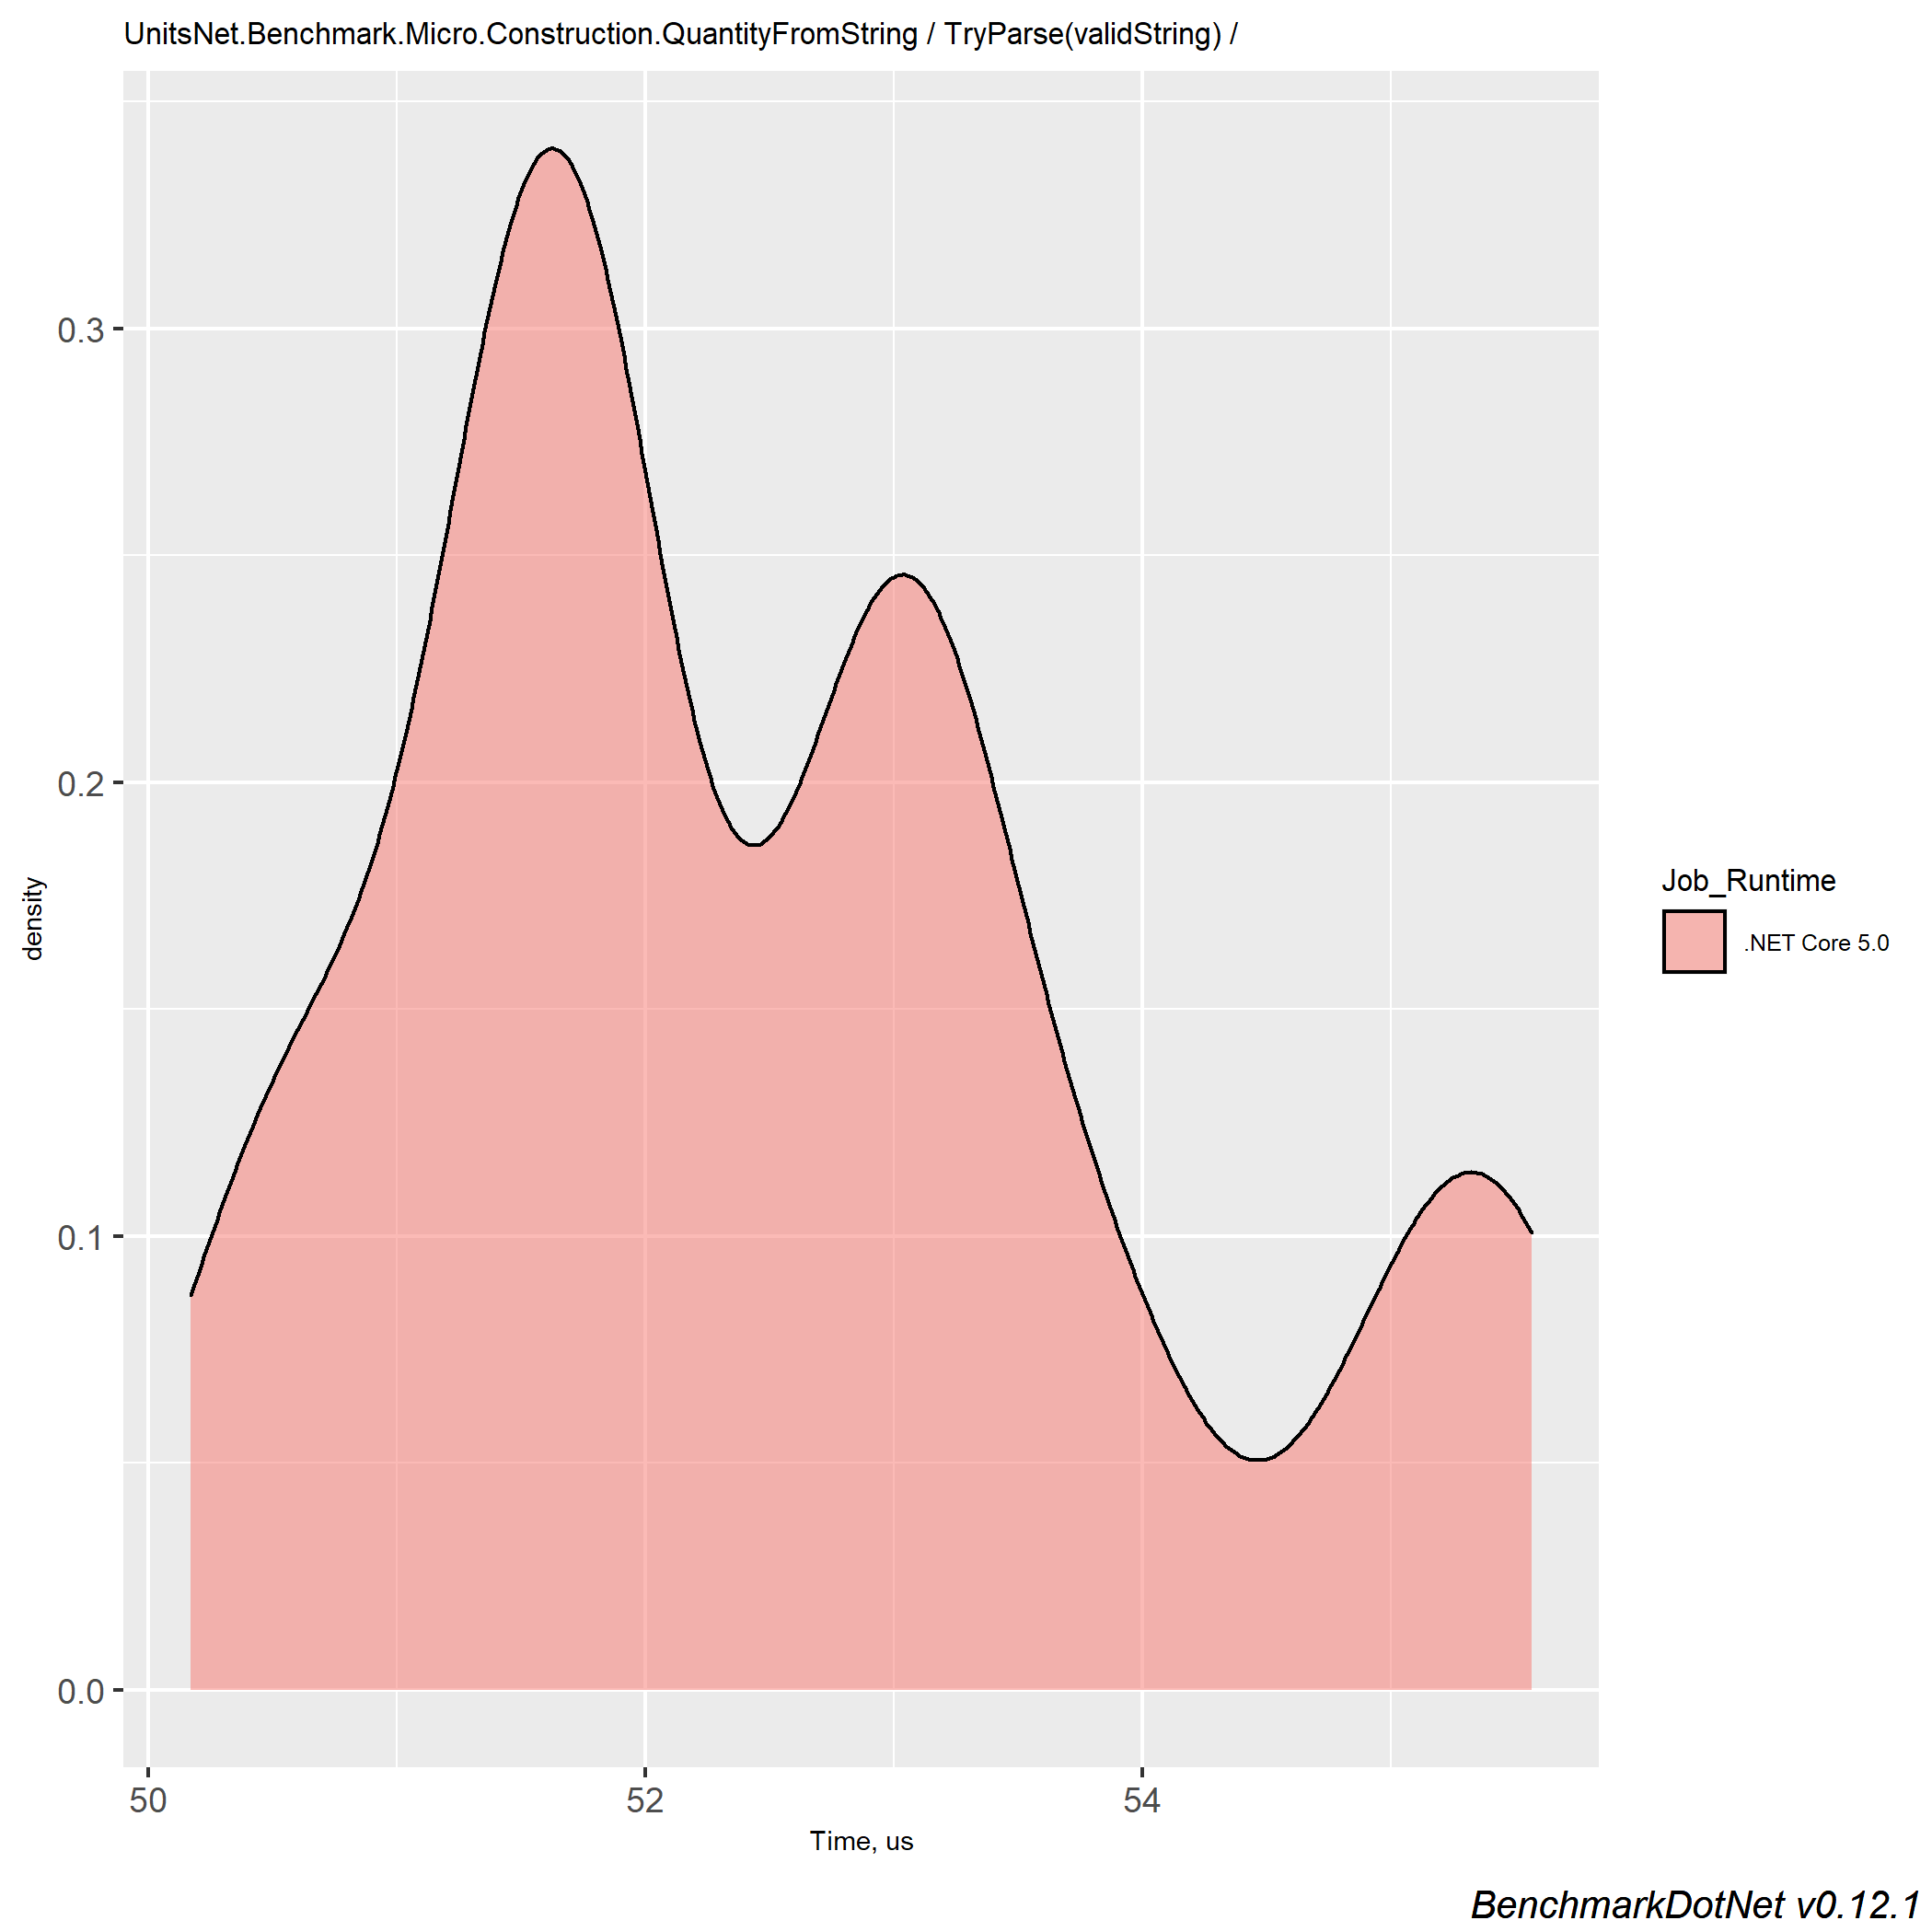 UnitsNet.Benchmark.Micro.Construction.QuantityFromString / TryParse(validString) /
0.3
0.2
0.1
0.0
density
50 52 54
Time, us
Job_Runtime
.NET Core 5.0
BenchmarkDotNet v0.12.1